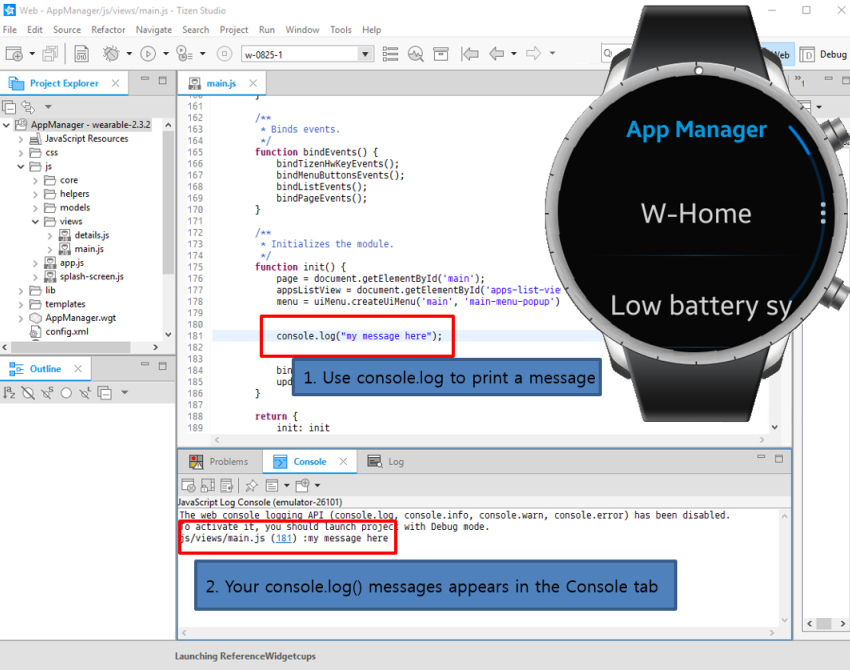 Web - AppManager/js/views/main.js - Tizen Studio
File Edit Source Refactor Navigate Search Project Run Connection Design Window Tools Help
w-0825-1
Web
Debug
Project Explorer
AppManager - wearable-2.3.2
JavaScript Resources
css
js
core
helpers
models
views
details.js
main.js
app.js
splash-screen.js
lib
templates
AppManager.wgt
config.xml
Outline
main.js
161
162 /**
163 * Binds events.
164 */
165 function bindEvents() {
166 bindTizenHwKeyEvents();
167 bindMenuButtonsEvents();
168 bindListEvents();
169 bindPageEvents();
170 }
171
172 /**
173 * Initializes the module.
174 */
175 function init() {
176 page = document.getElementById('main');
177 appsListView = document.getElementById('apps-list-vie
178 menu = uiMenu.createUiMenu('main', 'main-menu-popup')
179
180
181 console.log("my message here");
182
183
184 bin
185 upd
186 }
187
188 return {
189 init: init
1. Use console.log to print a message
App Manager
W-Home
Low battery sy
Problems
Console
Log
JavaScript Log Console (emulator-26101)
The web console logging API (console.log, console.info, console.warn, console.error) has been disabled.
To activate it, you should launch project with Debug mode.
js/views/main.js (181) :my message here
2. Your console.log() messages appears in the Console tab
Launching ReferenceWidgetcups